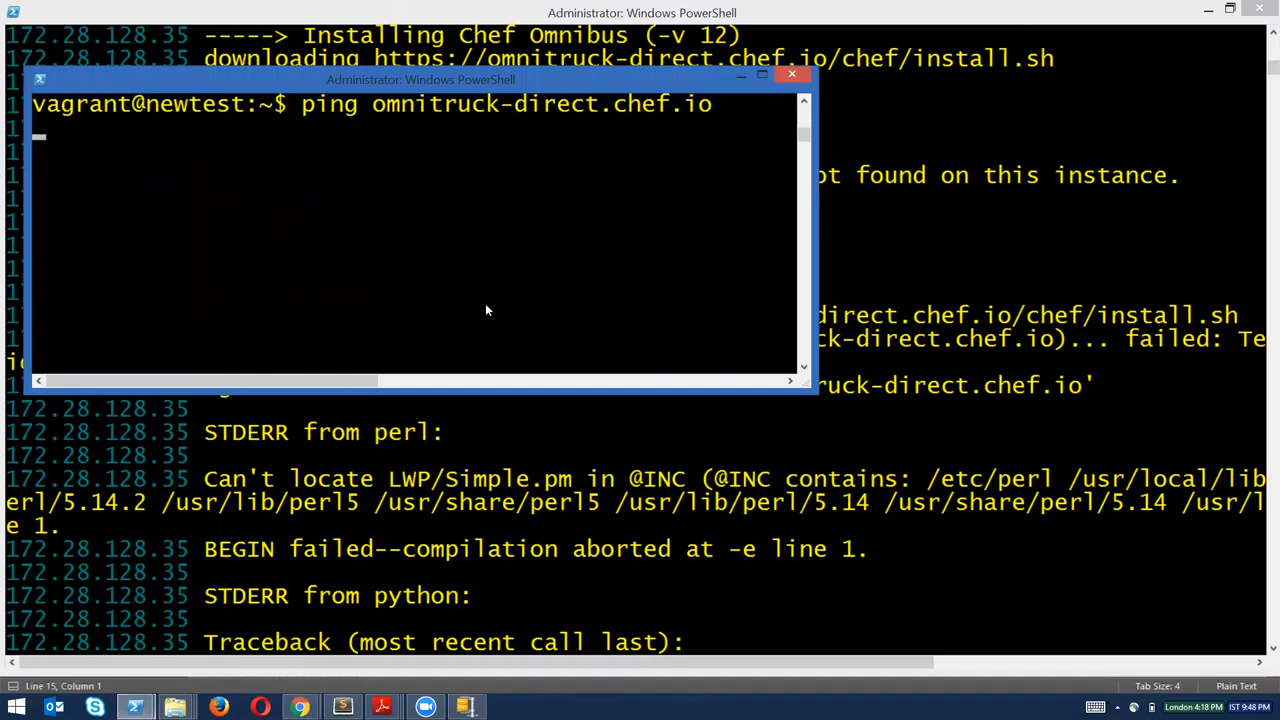 Administrator: Windows PowerShell
172.28.128.35 -----> Installing Chef Omnibus (-v 12)
172.28.128.35 downloading https://omnitruck-direct.chef.io/chef/install.sh
Administrator: Windows PowerShell
vagrant@newtest:~$ ping omnitruck-direct.chef.io
ot found on this instance.
direct.chef.io/chef/install.sh
ck-direct.chef.io)... failed: Te
truck-direct.chef.io'
172.28.128.35
172.28.128.35 STDERR from perl:
172.28.128.35
172.28.128.35 Can't locate LWP/Simple.pm in @INC (@INC contains: /etc/perl /usr/local/lib
erl/5.14.2 /usr/lib/perl5 /usr/share/perl5 /usr/lib/perl/5.14 /usr/share/perl/5.14 /usr/l
e 1.
172.28.128.35 BEGIN failed--compilation aborted at -e line 1.
172.28.128.35
172.28.128.35 STDERR from python:
172.28.128.35
172.28.128.35 Traceback (most recent call last):
Line 15, Column 1
Tab Size: 4
Plain Text
London 4:18 PM
IST 9:48 PM